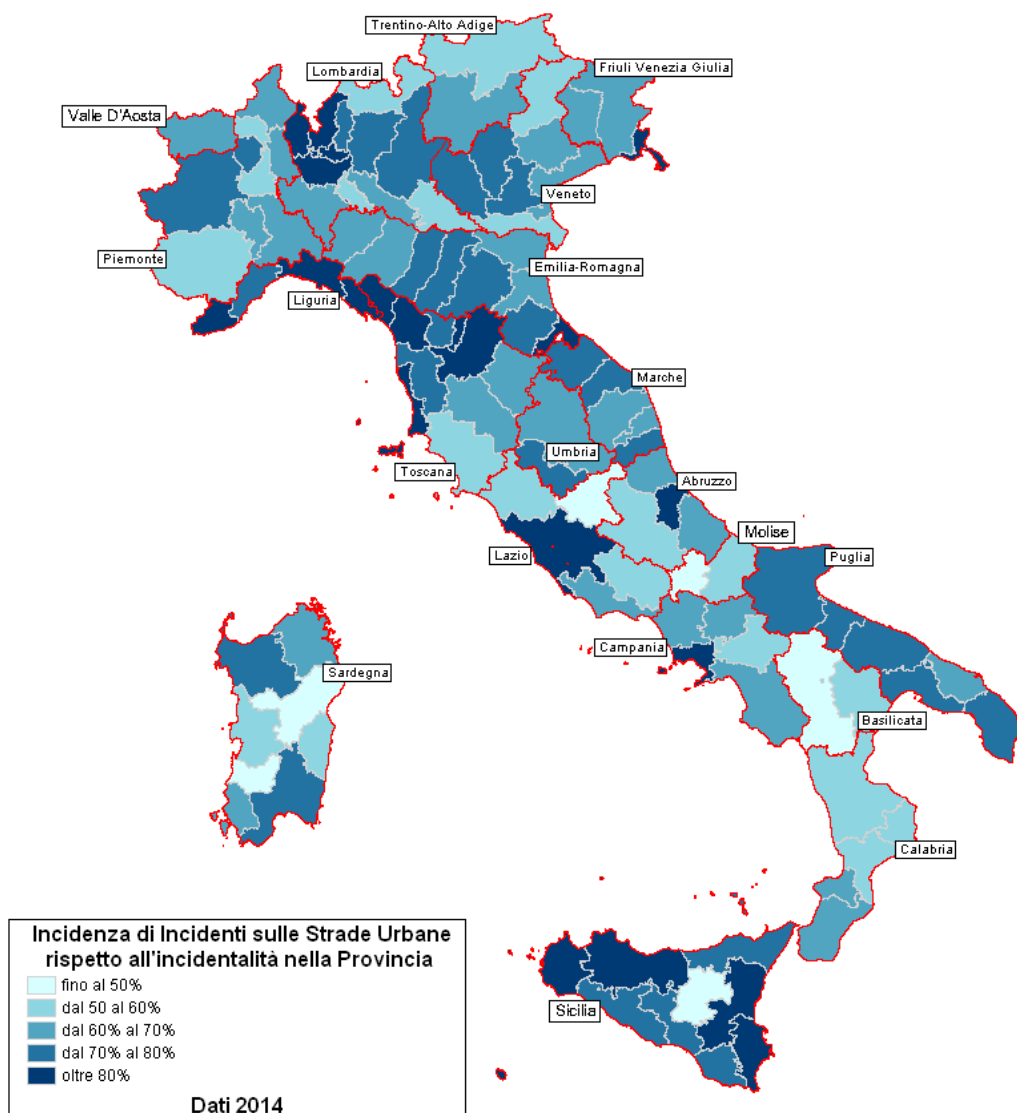 Trentino-Alto Adige
Lombardia
Friuli Venezia Giulia
Valle D'Aosta
Veneto
Piemonte
Emilia-Romagna
Liguria
Marche
Umbria
Toscana
Abruzzo
Molise
Lazio
Puglia
Campania
Sardegna
Basilicata
Calabria
Sicilia
Incidenza di Incidenti sulle Strade Urbane
rispetto all'incidentalità nella Provincia
fino al 50%
dal 50 al 60%
dal 60% al 70%
dal 70% al 80%
oltre 80%
Dati 2014